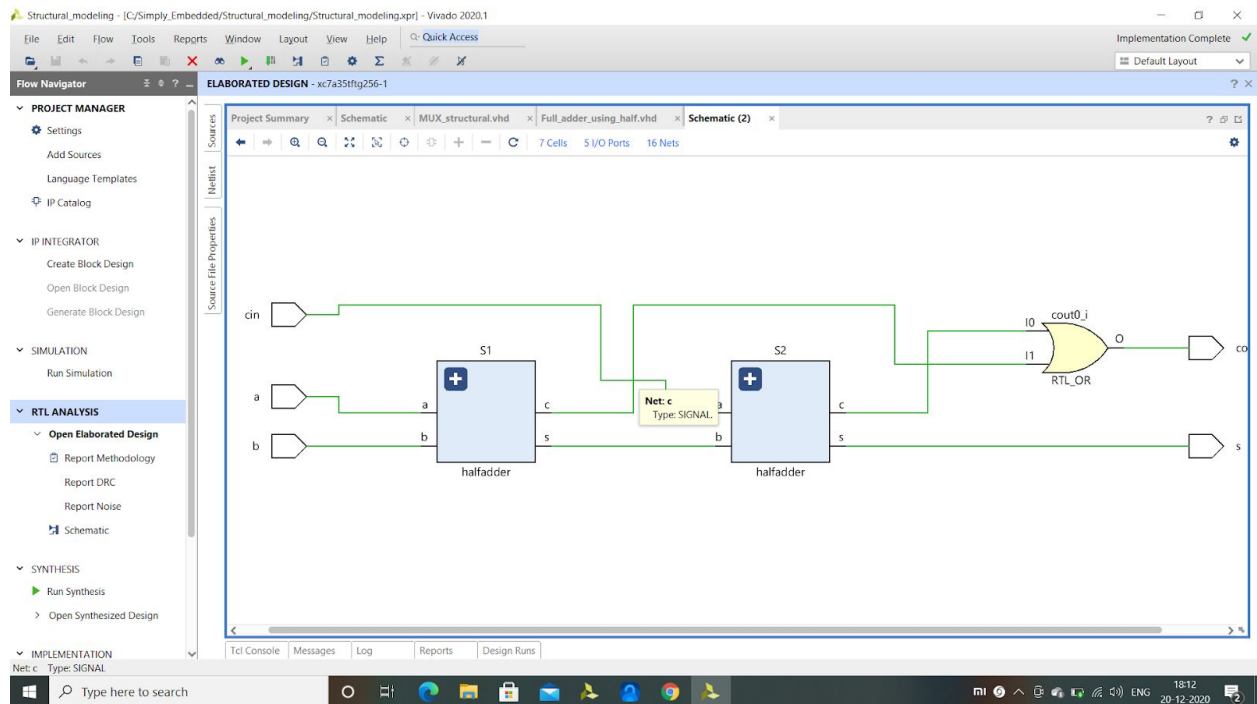 Structural_modeling - [C:/Simply_Embedded/Structural_modeling/Structural_modeling.xpr] - Vivado 2020.1
File Edit Flow Tools Reports Window Layout View Help Quick Access
Implementation Complete
Default Layout
Flow Navigator
ELABORATED DESIGN - xc7a35tftg256-1
PROJECT MANAGER
Settings
Add Sources
Language Templates
IP Catalog
IP INTEGRATOR
Create Block Design
Open Block Design
Generate Block Design
SIMULATION
Run Simulation
RTL ANALYSIS
Open Elaborated Design
Report Methodology
Report DRC
Report Noise
Schematic
SYNTHESIS
Run Synthesis
Open Synthesized Design
IMPLEMENTATION
Sources
Netlist
Source File Properties
Project Summary Schematic MUX_structural.vhd Full_adder_using_half.vhd Schematic (2)
7 Cells 5 I/O Ports 16 Nets
cin
a
b
S1
a
b
c
s
halfadder
Net: c
Type: SIGNAL
S2
a
b
c
s
halfadder
cout0_i
I0
I1
O
RTL_OR
co
s
Tcl Console Messages Log Reports Design Runs
Net: c Type: SIGNAL
Type here to search
mi
ENG
18:12
20-12-2020
2